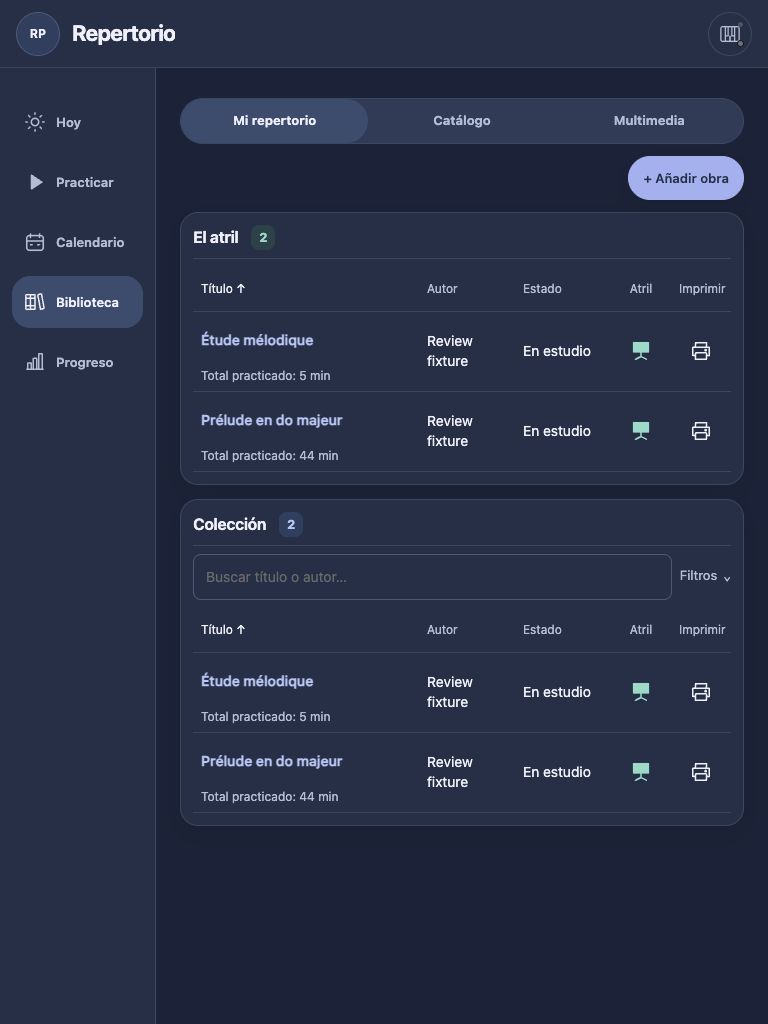 RP
Repertorio
Hoy
Practicar
Calendario
Biblioteca
Progreso
Mi repertorio
Catálogo
Multimedia
+ Añadir obra
El atril
2
Título ↑
Autor
Estado
Atril
Imprimir
Étude mélodique
Total practicado: 5 min
Review
fixture
En estudio
Prélude en do majeur
Total practicado: 44 min
Review
fixture
En estudio
Colección
2
Buscar título o autor...
Filtros
Título ↑
Autor
Estado
Atril
Imprimir
Étude mélodique
Total practicado: 5 min
Review
fixture
En estudio
Prélude en do majeur
Total practicado: 44 min
Review
fixture
En estudio